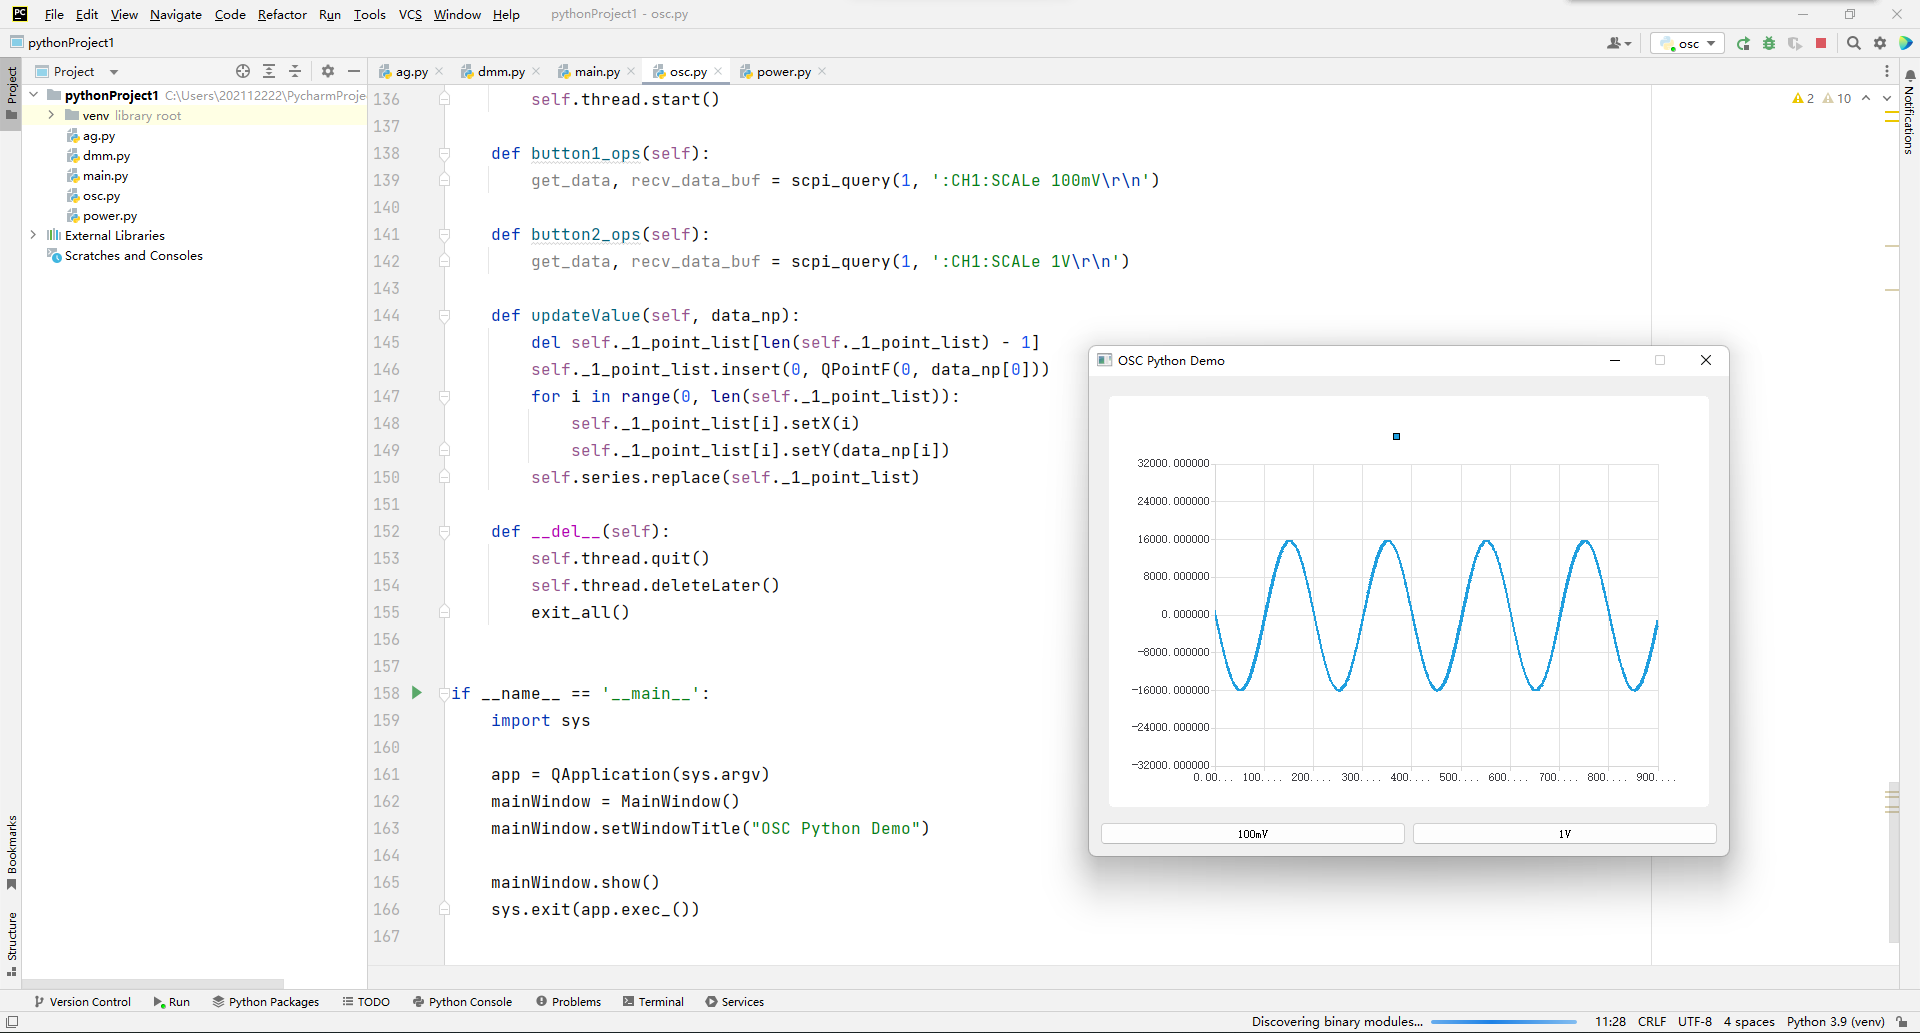 PC File Edit View Navigate Code Refactor Run Tools VCS Window Help pythonProject1 - osc.py
pythonProject1
osc
Project
Project
ag.py
dmm.py
main.py
osc.py
power.py
pythonProject1 C:\Users\202112222\PycharmProje
venv library root
ag.py
dmm.py
main.py
osc.py
power.py
External Libraries
Scratches and Consoles
2 10
Notifications
136 self.thread.start()
137
138 def button1_ops(self):
139 get_data, recv_data_buf = scpi_query(1, ':CH1:SCALe 100mV\r\n')
140
141 def button2_ops(self):
142 get_data, recv_data_buf = scpi_query(1, ':CH1:SCALe 1V\r\n')
143
144 def updateValue(self, data_np):
145 del self._1_point_list[len(self._1_point_list) - 1]
146 self._1_point_list.insert(0, QPointF(0, data_np[0]))
147 for i in range(0, len(self._1_point_list)):
148 self._1_point_list[i].setX(i)
149 self._1_point_list[i].setY(data_np[i])
150 self.series.replace(self._1_point_list)
151
152 def __del__(self):
153 self.thread.quit()
154 self.thread.deleteLater()
155 exit_all()
156
157
158 if __name__ == '__main__':
159 import sys
160
161 app = QApplication(sys.argv)
162 mainWindow = MainWindow()
163 mainWindow.setWindowTitle("OSC Python Demo")
164
165 mainWindow.show()
166 sys.exit(app.exec_())
167
OSC Python Demo
32000.000000
24000.000000
16000.000000
8000.000000
0.000000
-8000.000000
-16000.000000
-24000.000000
-32000.000000
0.00... 100.... 200.... 300.... 400.... 500.... 600.... 700.... 800.... 900....
100mV
1V
Bookmarks
Structure
Version Control Run Python Packages TODO Python Console Problems Terminal Services
Discovering binary modules... 11:28 CRLF UTF-8 4 spaces Python 3.9 (venv)